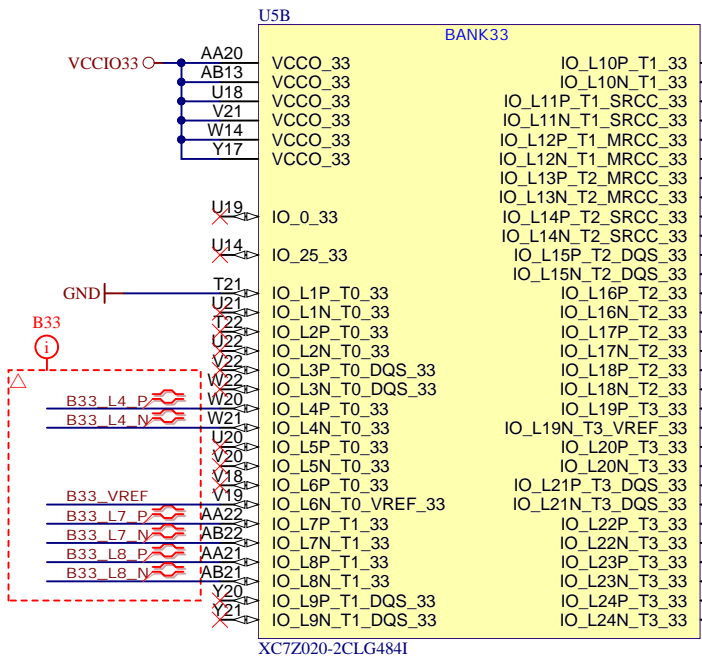 U5B
BANK33
VCCIO33
AA20 VCCO_33
AB13 VCCO_33
U18 VCCO_33
V21 VCCO_33
W14 VCCO_33
Y17 VCCO_33
U19 IO_0_33
U14 IO_25_33
GND T21 IO_L1P_T0_33
U21 IO_L1N_T0_33
T22 IO_L2P_T0_33
U22 IO_L2N_T0_33
V22 IO_L3P_T0_DQS_33
W22 IO_L3N_T0_DQS_33
B33
i
B33_L4_P W20 IO_L4P_T0_33
B33_L4_N W21 IO_L4N_T0_33
U20 IO_L5P_T0_33
V20 IO_L5N_T0_33
V18 IO_L6P_T0_33
B33_VREF V19 IO_L6N_T0_VREF_33
B33_L7_P AA22 IO_L7P_T1_33
B33_L7_N AB22 IO_L7N_T1_33
B33_L8_P AA21 IO_L8P_T1_33
B33_L8_N AB21 IO_L8N_T1_33
Y20 IO_L9P_T1_DQS_33
Y21 IO_L9N_T1_DQS_33
IO_L10P_T1_33
IO_L10N_T1_33
IO_L11P_T1_SRCC_33
IO_L11N_T1_SRCC_33
IO_L12P_T1_MRCC_33
IO_L12N_T1_MRCC_33
IO_L13P_T2_MRCC_33
IO_L13N_T2_MRCC_33
IO_L14P_T2_SRCC_33
IO_L14N_T2_SRCC_33
IO_L15P_T2_DQS_33
IO_L15N_T2_DQS_33
IO_L16P_T2_33
IO_L16N_T2_33
IO_L17P_T2_33
IO_L17N_T2_33
IO_L18P_T2_33
IO_L18N_T2_33
IO_L19P_T3_33
IO_L19N_T3_VREF_33
IO_L20P_T3_33
IO_L20N_T3_33
IO_L21P_T3_DQS_33
IO_L21N_T3_DQS_33
IO_L22P_T3_33
IO_L22N_T3_33
IO_L23P_T3_33
IO_L23N_T3_33
IO_L24P_T3_33
IO_L24N_T3_33
XC7Z020-2CLG484I